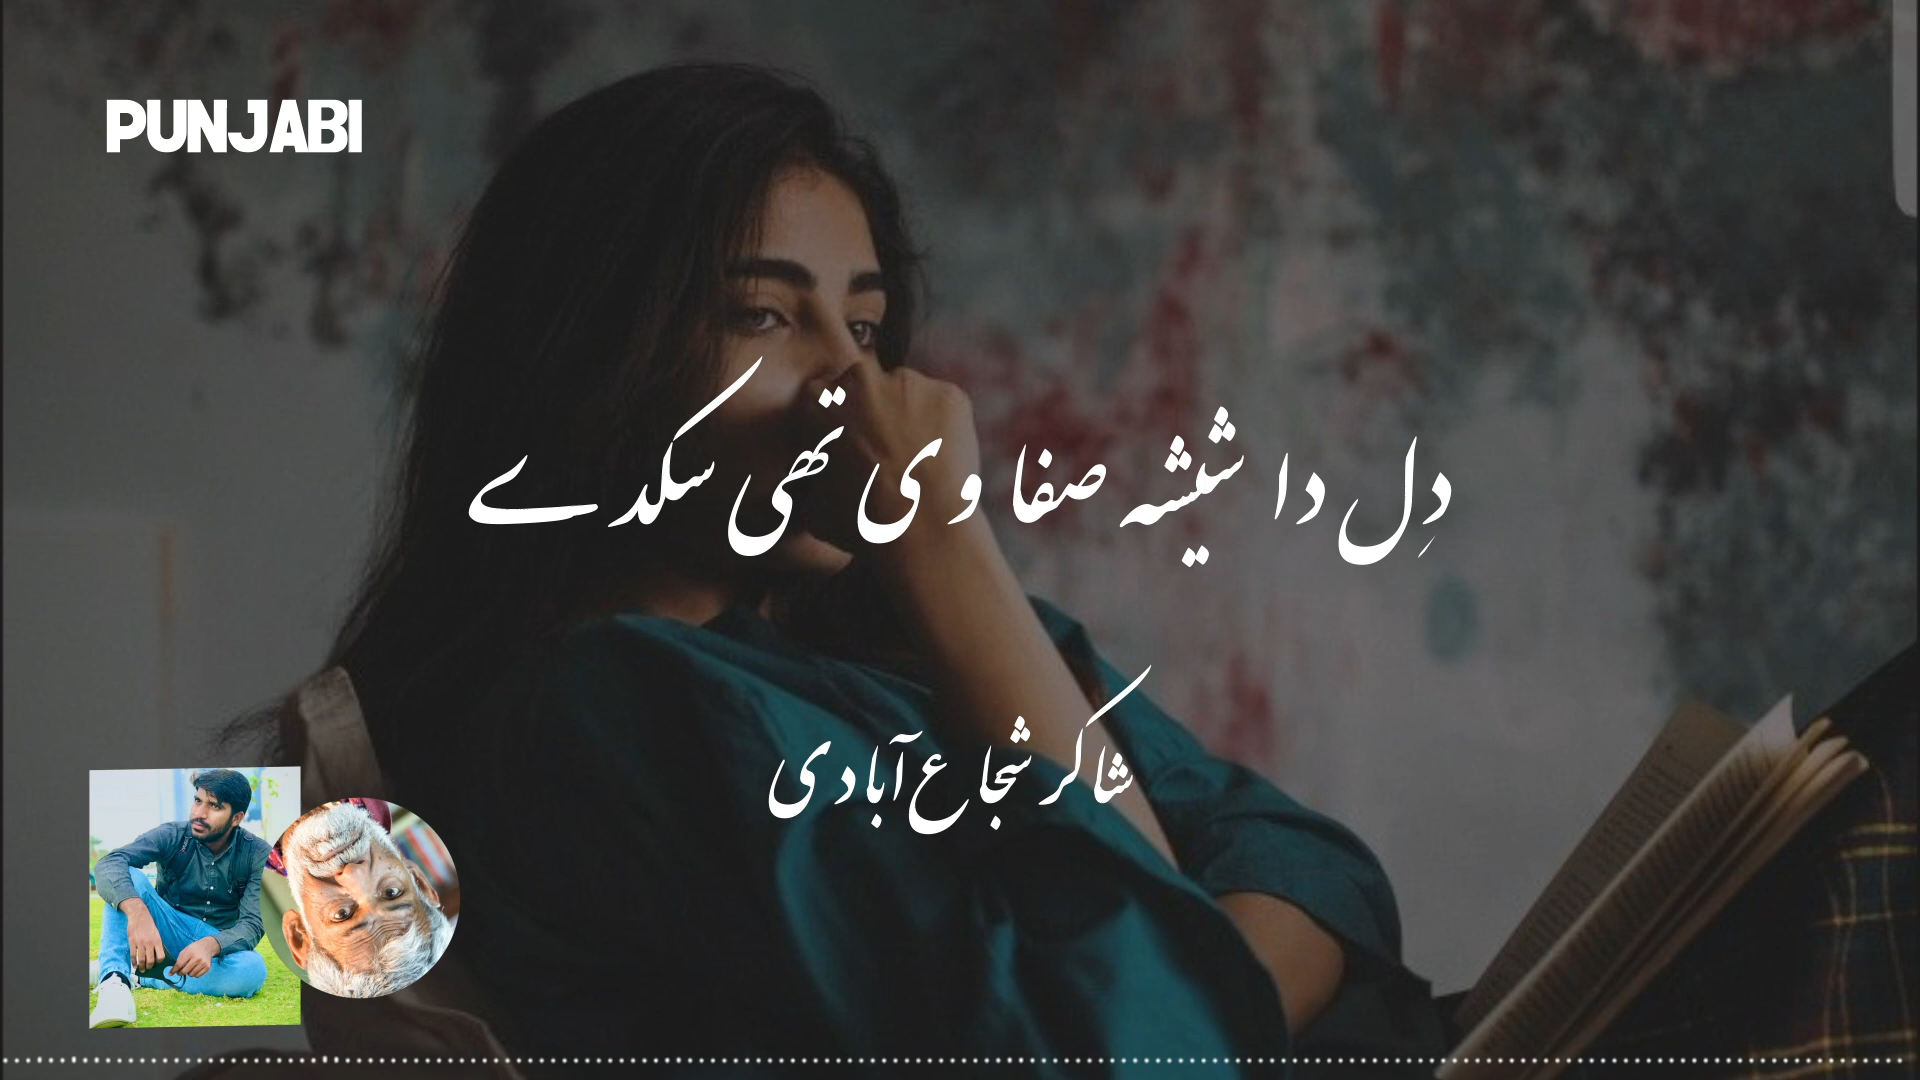 PUNJABI
دِل دا شیشہ صفا وی تھی سکدے
شاکر شجاع آبادی